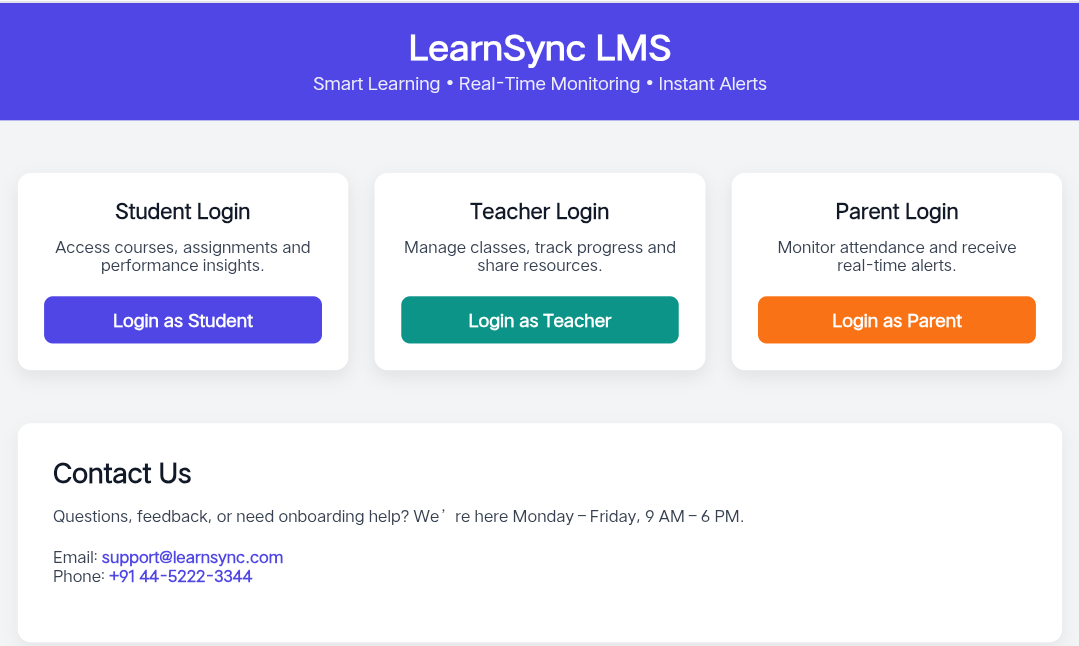 LearnSync LMS
Smart Learning • Real-Time Monitoring • Instant Alerts
Student Login
Access courses, assignments and
performance insights.
Login as Student
Teacher Login
Manage classes, track progress and
share resources.
Login as Teacher
Parent Login
Monitor attendance and receive
real-time alerts.
Login as Parent
Contact Us
Questions, feedback, or need onboarding help? We’re here Monday – Friday, 9 AM – 6 PM.
Email: support@learnsync.com
Phone: +91 44-5222-3344